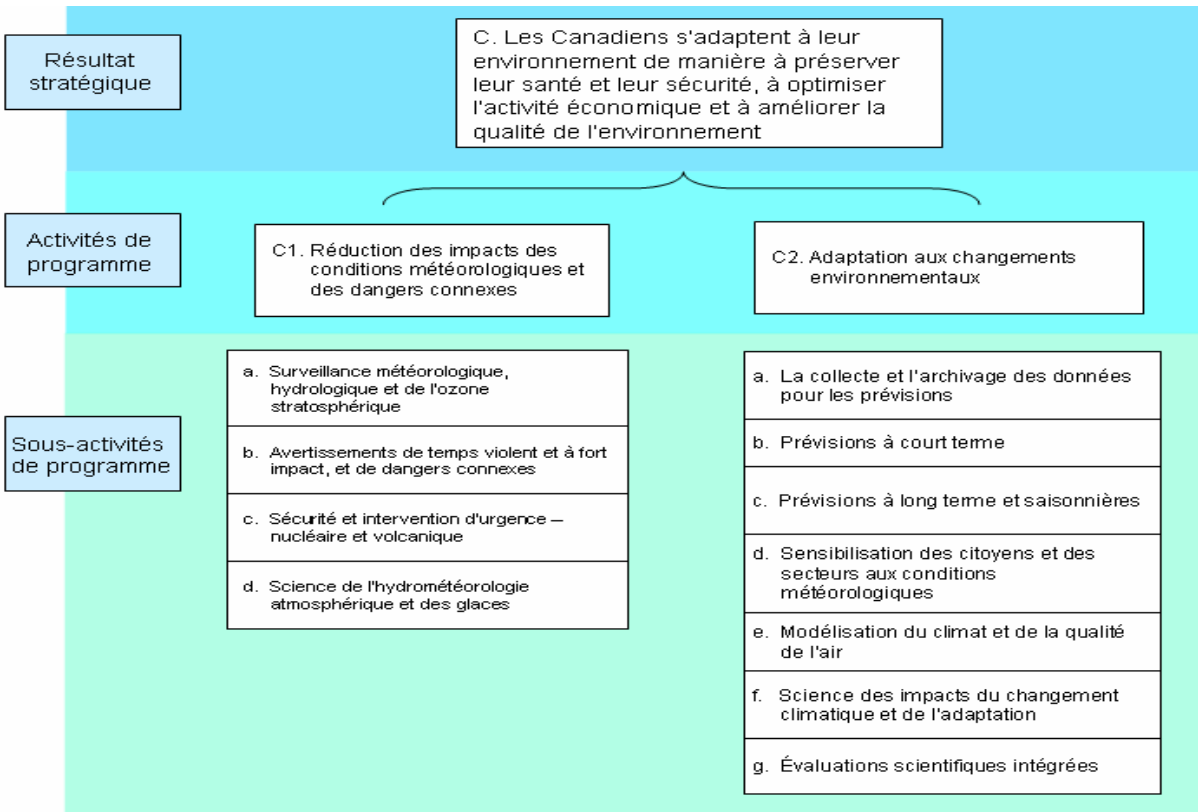 Résultat
stratégique
C. Les Canadiens s'adaptent à leur
environnement de manière à préserver
leur santé et leur sécurité, à optimiser
l'activité économique et à améliorer la
qualité de l'environnement
Activités de
programme
C1. Réduction des impacts des
conditions météorologiques et
des dangers connexes
C2. Adaptation aux changements
environnementaux
Sous-activités
de programme
a. Surveillance météorologique,
hydrologique et de l'ozone
stratosphérique
b. Avertissements de temps violent et à fort
impact, et de dangers connexes
c. Sécurité et intervention d'urgence –
nucléaire et volcanique
d. Science de l'hydrométéorologie
atmosphérique et des glaces
a. La collecte et l'archivage des données
pour les prévisions
b. Prévisions à court terme
c. Prévisions à long terme et saisonnières
d. Sensibilisation des citoyens et des
secteurs aux conditions
météorologiques
e. Modélisation du climat et de la qualité
de l'air
f. Science des impacts du changement
climatique et de l'adaptation
g. Évaluations scientifiques intégrées